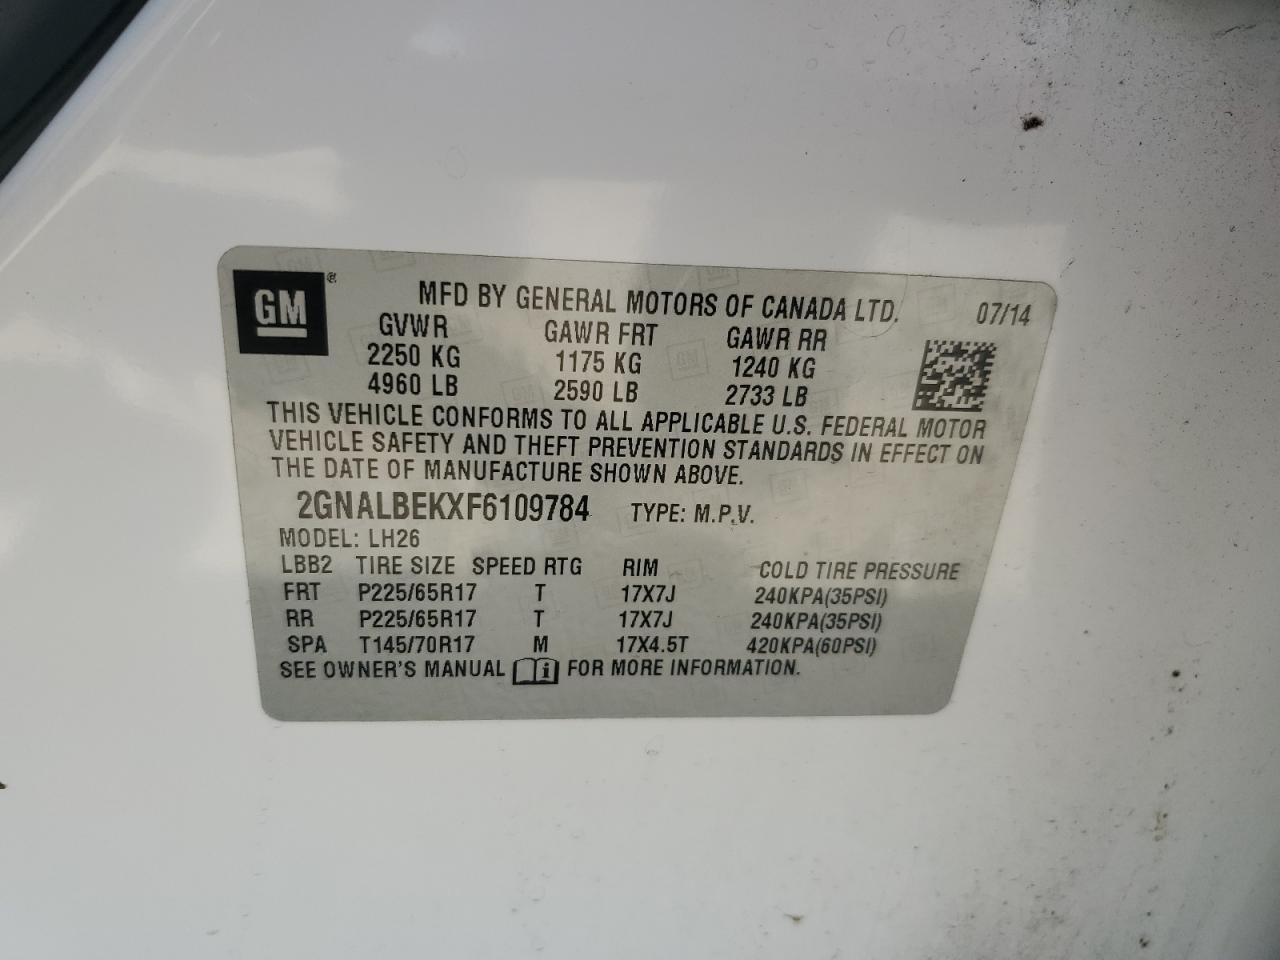 GM ®
MFD BY GENERAL MOTORS OF CANADA LTD. 07/14
GVWR GAWR FRT GAWR RR
2250 KG 1175 KG 1240 KG
4960 LB 2590 LB 2733 LB
THIS VEHICLE CONFORMS TO ALL APPLICABLE U.S. FEDERAL MOTOR
VEHICLE SAFETY AND THEFT PREVENTION STANDARDS IN EFFECT ON
THE DATE OF MANUFACTURE SHOWN ABOVE.
2GNALBEKXF6109784 TYPE: M.P.V.
MODEL: LH26
LBB2 TIRE SIZE SPEED RTG RIM COLD TIRE PRESSURE
FRT P225/65R17 T 17X7J 240KPA(35PSI)
RR P225/65R17 T 17X7J 240KPA(35PSI)
SPA T145/70R17 M 17X4.5T 420KPA(60PSI)
SEE OWNER'S MANUAL i FOR MORE INFORMATION.